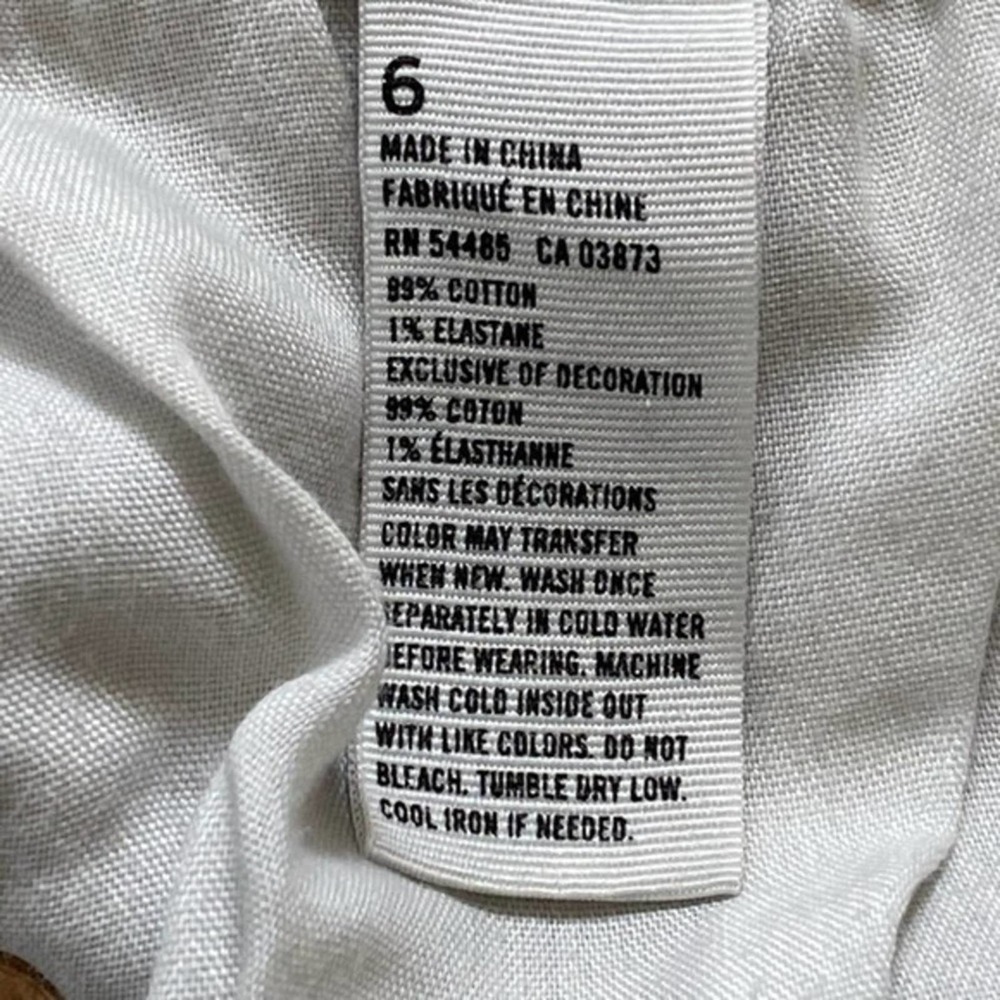 6
MADE IN CHINA
FABRIQUÉ EN CHINE
RN 54485 CA 03873
99% COTTON
1% ELASTANE
EXCLUSIVE OF DECORATION
99% COTON
1% ÉLASTHANNE
SANS LES DÉCORATIONS
COLOR MAY TRANSFER
WHEN NEW. WASH ONCE
SEPARATELY IN COLD WATER
BEFORE WEARING. MACHINE
WASH COLD INSIDE OUT
WITH LIKE COLORS. DO NOT
BLEACH. TUMBLE DRY LOW.
COOL IRON IF NEEDED.